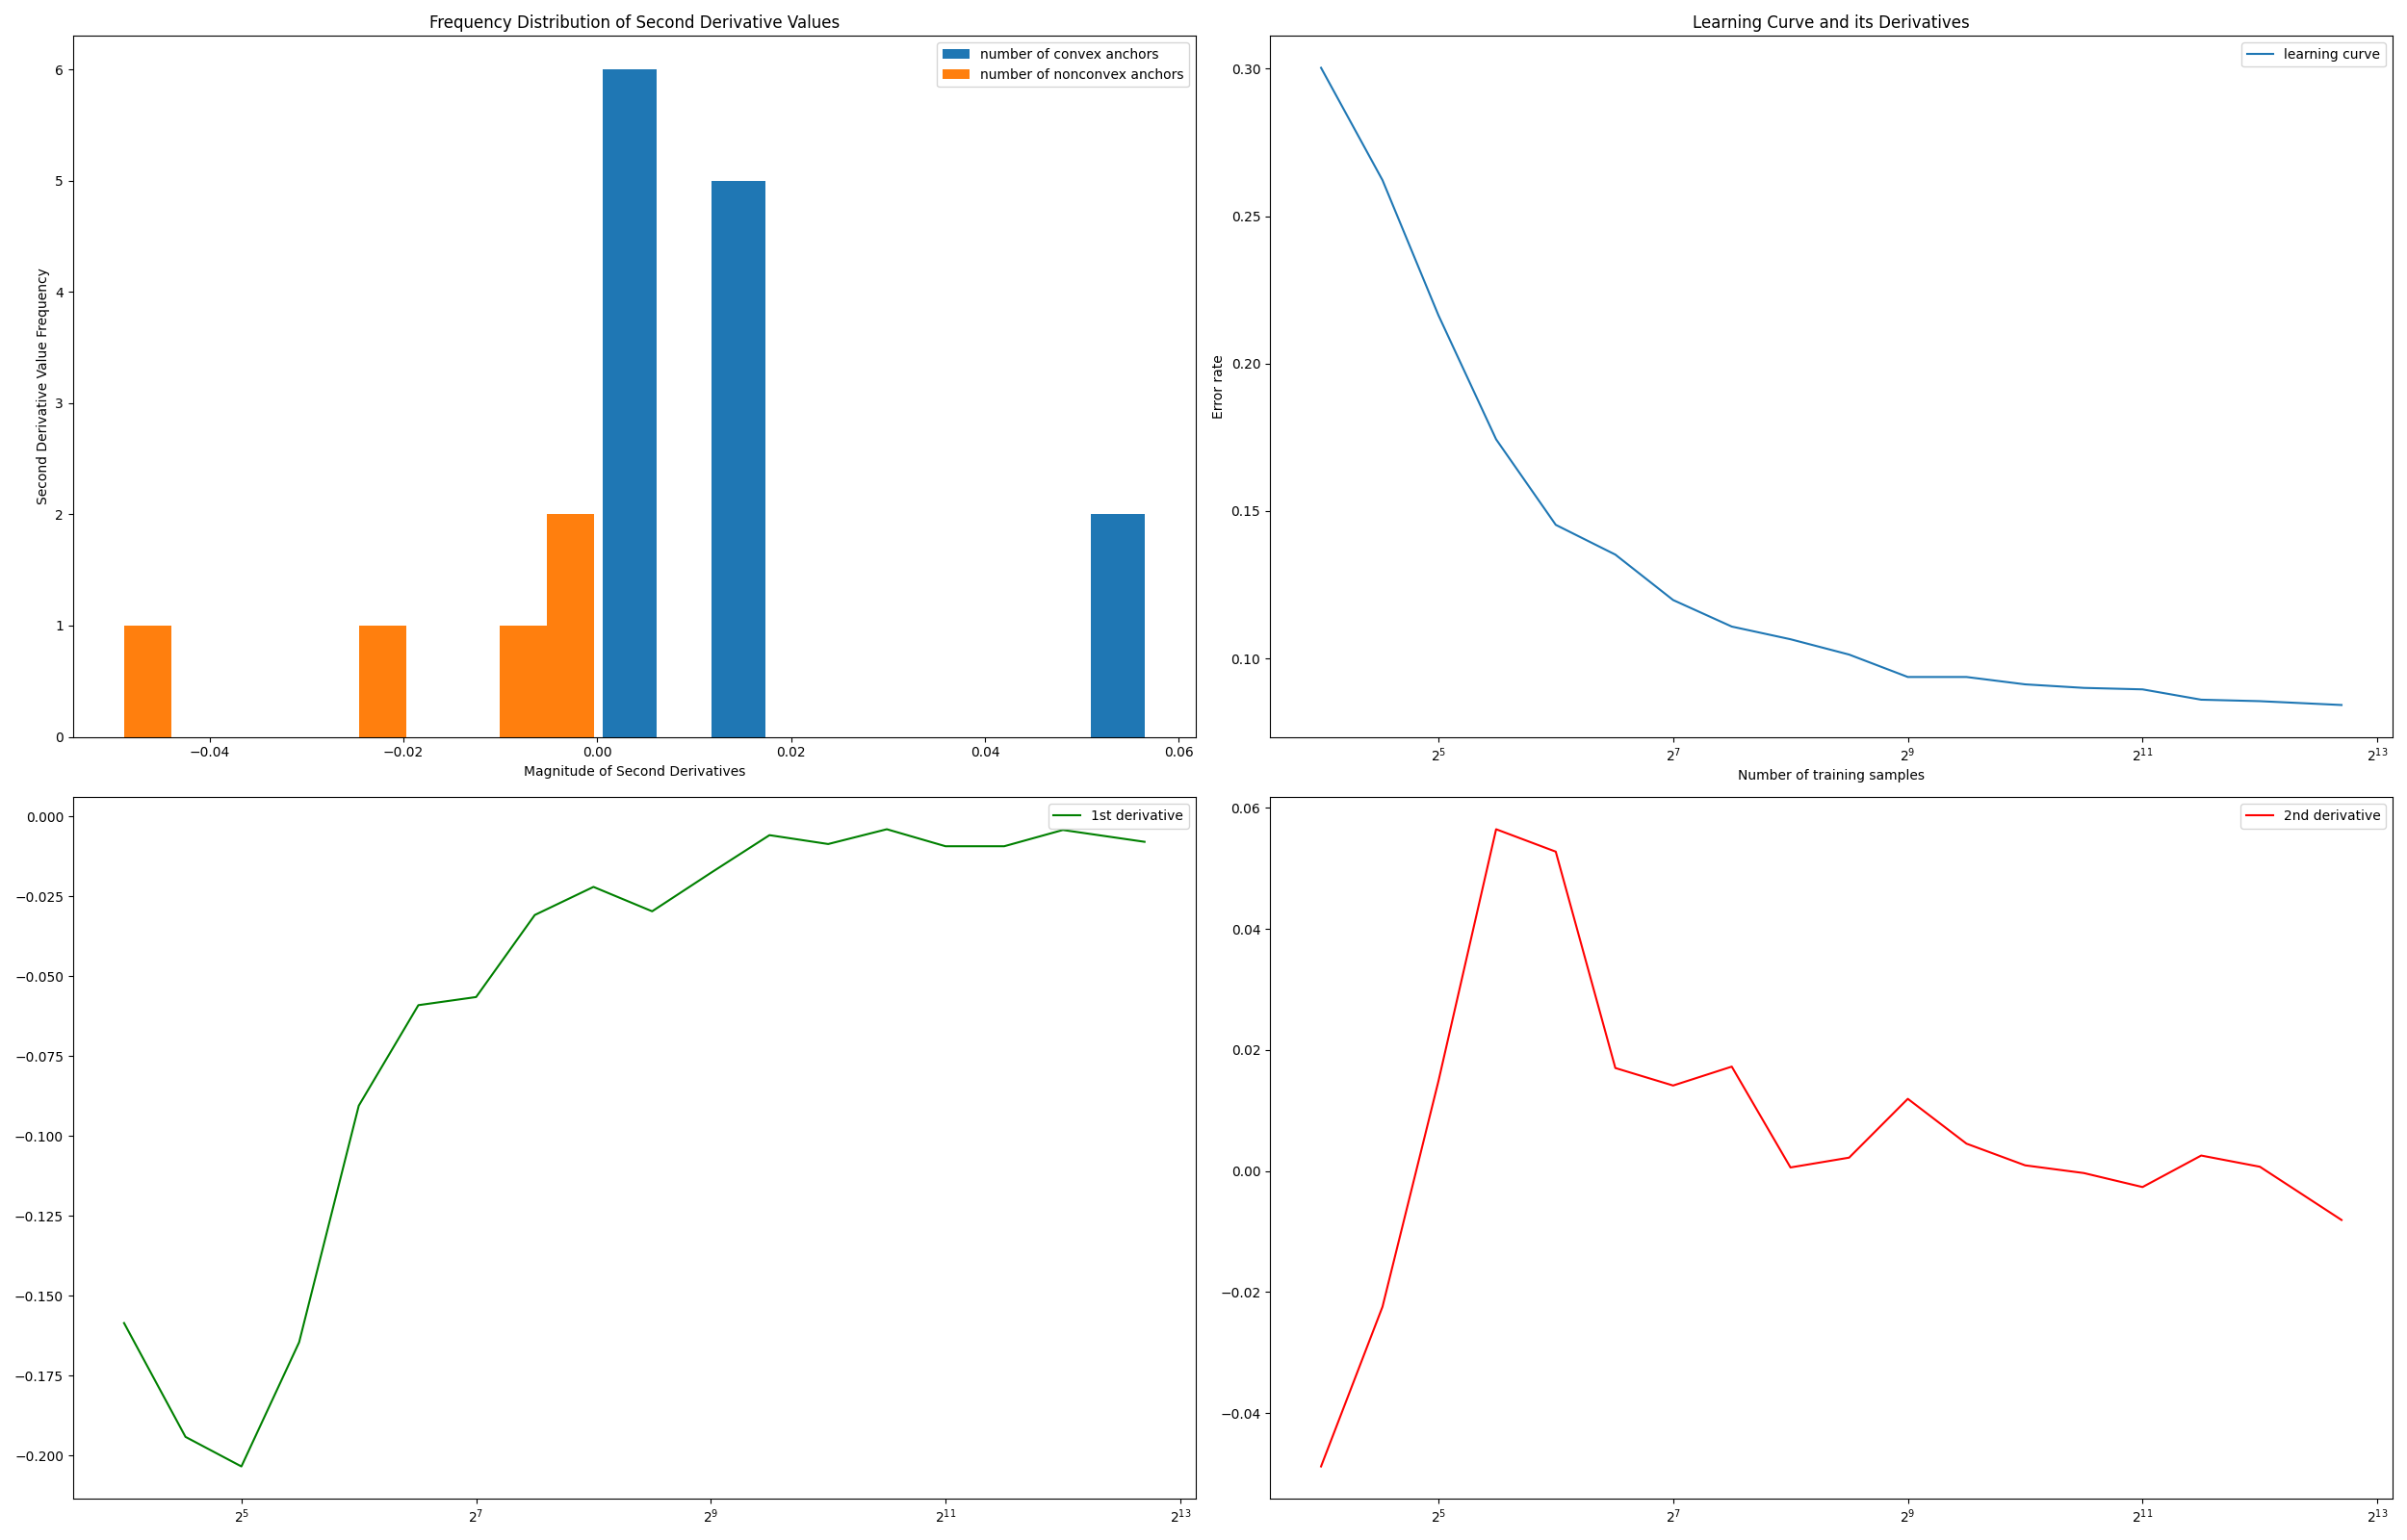 Frequency Distribution of Second Derivative Values
number of convex anchors
number of nonconvex anchors
Second Derivative Value Frequency
6
5
4
3
2
1
0
−0.04 −0.02 0.00 0.02 0.04 0.06
Magnitude of Second Derivatives
Learning Curve and its Derivatives
learning curve
Error rate
0.30
0.25
0.20
0.15
0.10
2^5 2^7 2^9 2^11 2^13
Number of training samples
1st derivative
0.000
−0.025
−0.050
−0.075
−0.100
−0.125
−0.150
−0.175
−0.200
2^5 2^7 2^9 2^11 2^13
2nd derivative
0.06
0.04
0.02
0.00
−0.02
−0.04
2^5 2^7 2^9 2^11 2^13